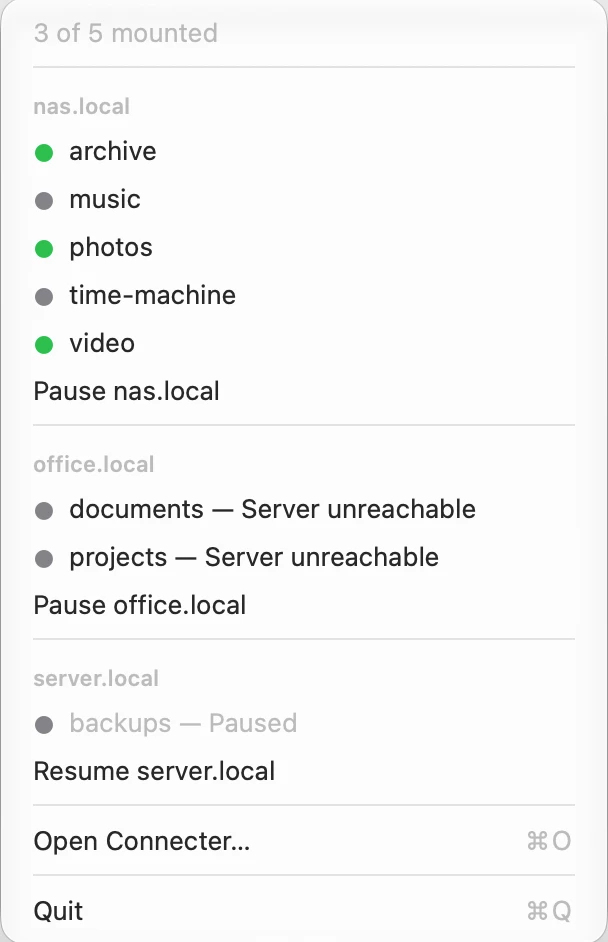 3 of 5 mounted
nas.local
archive
music
photos
time-machine
video
Pause nas.local
office.local
documents — Server unreachable
projects — Server unreachable
Pause office.local
server.local
backups — Paused
Resume server.local
Open Connecter... ⌘O
Quit ⌘Q